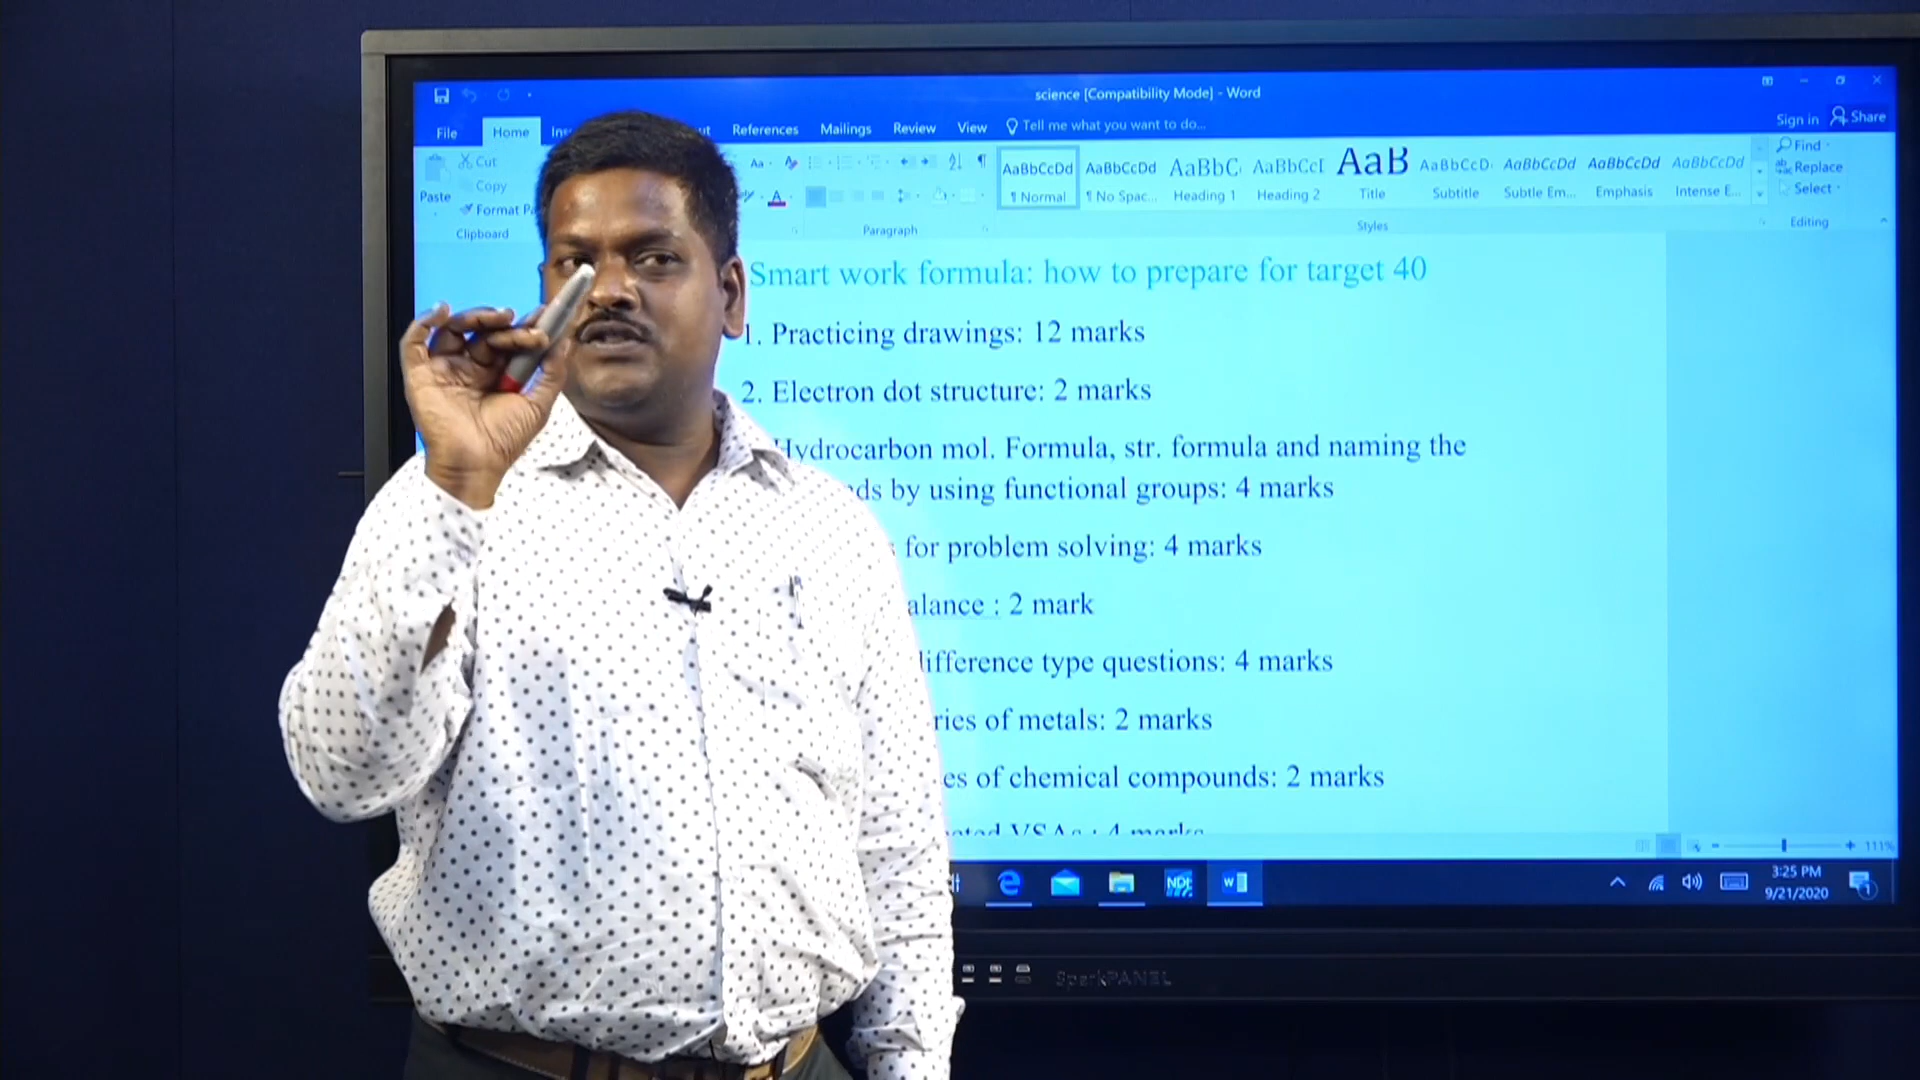 science [Compatibility Mode] - Word
File Home References Mailings Review View Tell me what you want to do... Sign in Share
Cut
Copy
Paste
Clipboard
AaBbCcDd AaBbCcDd AaBbC AaBbCcI AaB AaBbCcD AaBbCcDd AaBbCcDd AaBbCcDd
¶ Normal ¶ No Spac... Heading 1 Heading 2 Title Subtitle Subtle Em... Emphasis Intense E...
Paragraph
Styles
Find
Replace
Select
Editing
Smart work formula: how to prepare for target 40
1. Practicing drawings: 12 marks
2. Electron dot structure: 2 marks
Hydrocarbon mol. Formula, str. formula and naming the
by using functional groups: 4 marks
for problem solving: 4 marks
: 2 mark
type questions: 4 marks
of metals: 2 marks
of chemical compounds: 2 marks
VSAs : 4 marks
111%
3:25 PM
9/21/2020
SparkPANEL